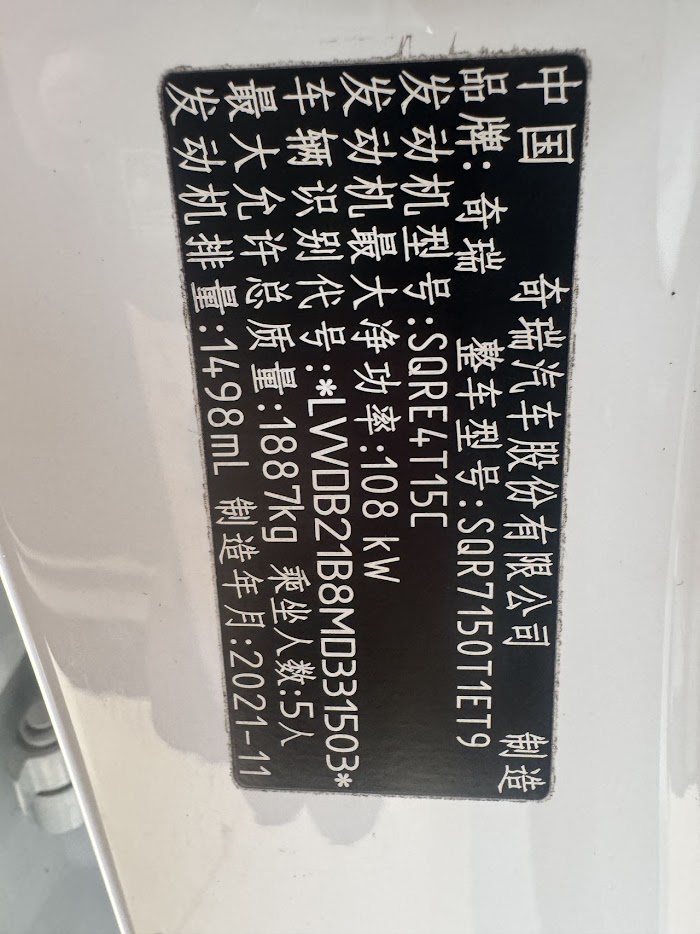 中国 奇瑞汽车股份有限公司 制造
品牌: 奇瑞 整车型号:SQR7150T1ET9
发动机型号:SQRE4T15C
发动机最大净功率:108 kW
车辆识别代号:*LVVDB21B8MD331503*
最大允许总质量:1887kg 乘坐人数:5人
发动机排量:1498mL 制造年月:2021-11